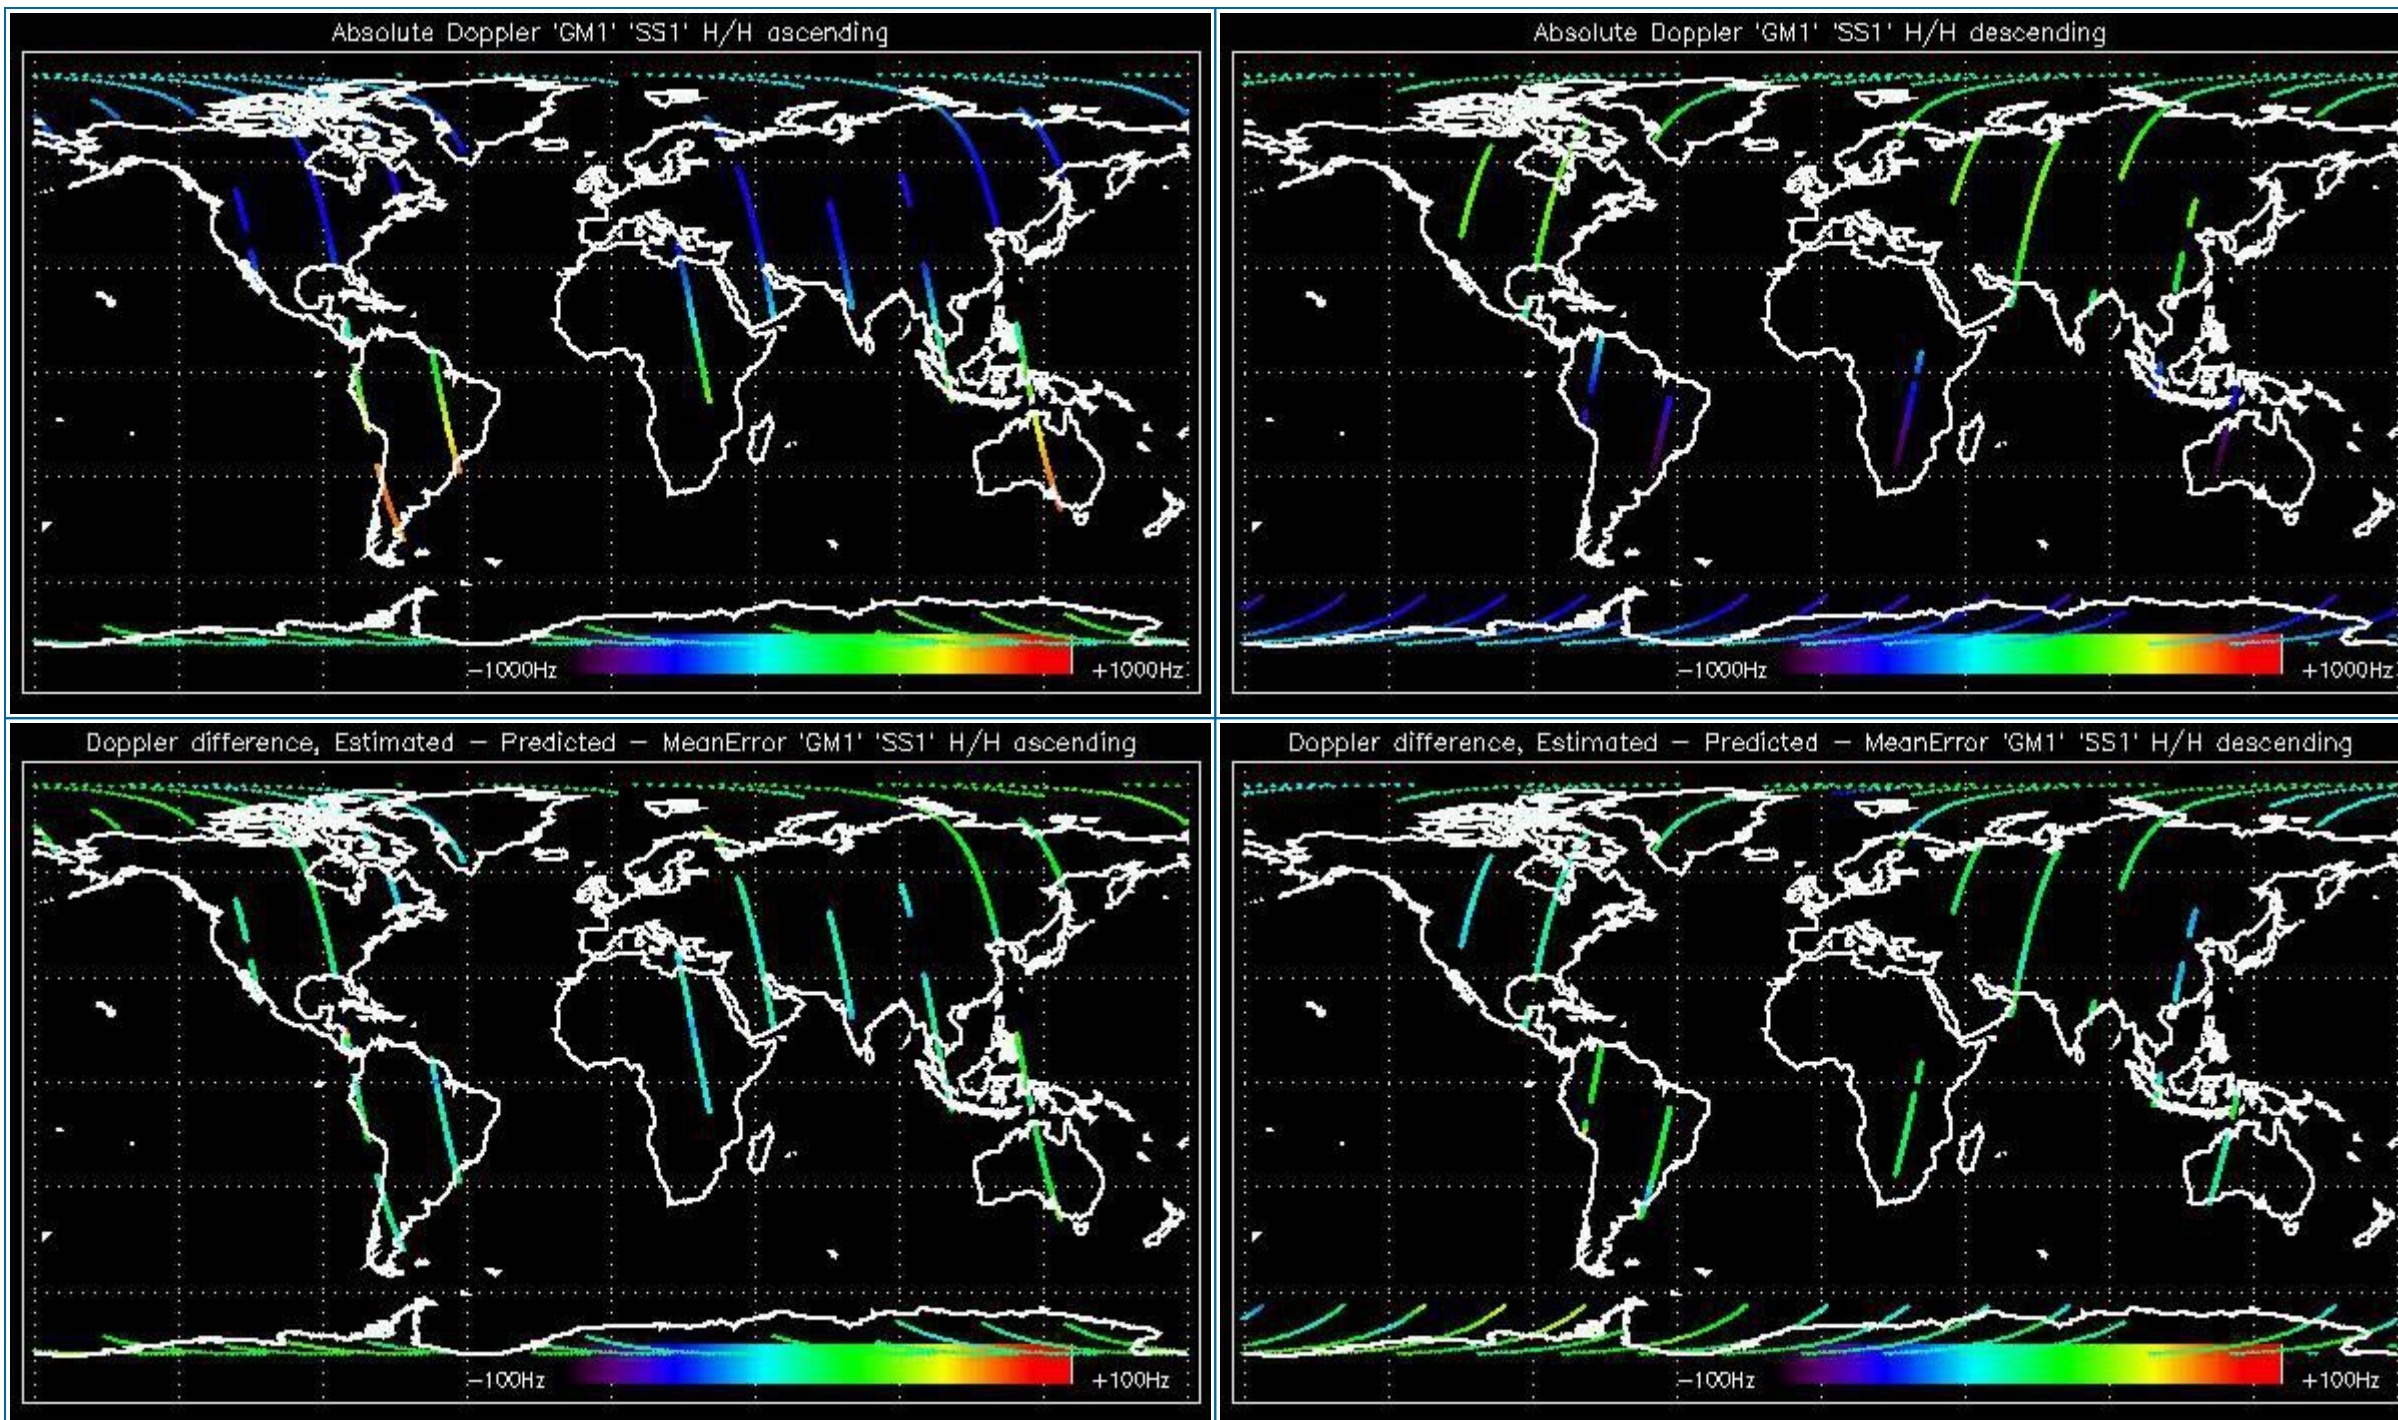 Absolute Doppler 'GM1' 'SS1' H/H ascending
-1000Hz
+1000Hz
Absolute Doppler 'GM1' 'SS1' H/H descending
-1000Hz
+1000Hz
Doppler difference, Estimated - Predicted - MeanError 'GM1' 'SS1' H/H ascending
-100Hz
+100Hz
Doppler difference, Estimated - Predicted - MeanError 'GM1' 'SS1' H/H descending
-100Hz
+100Hz